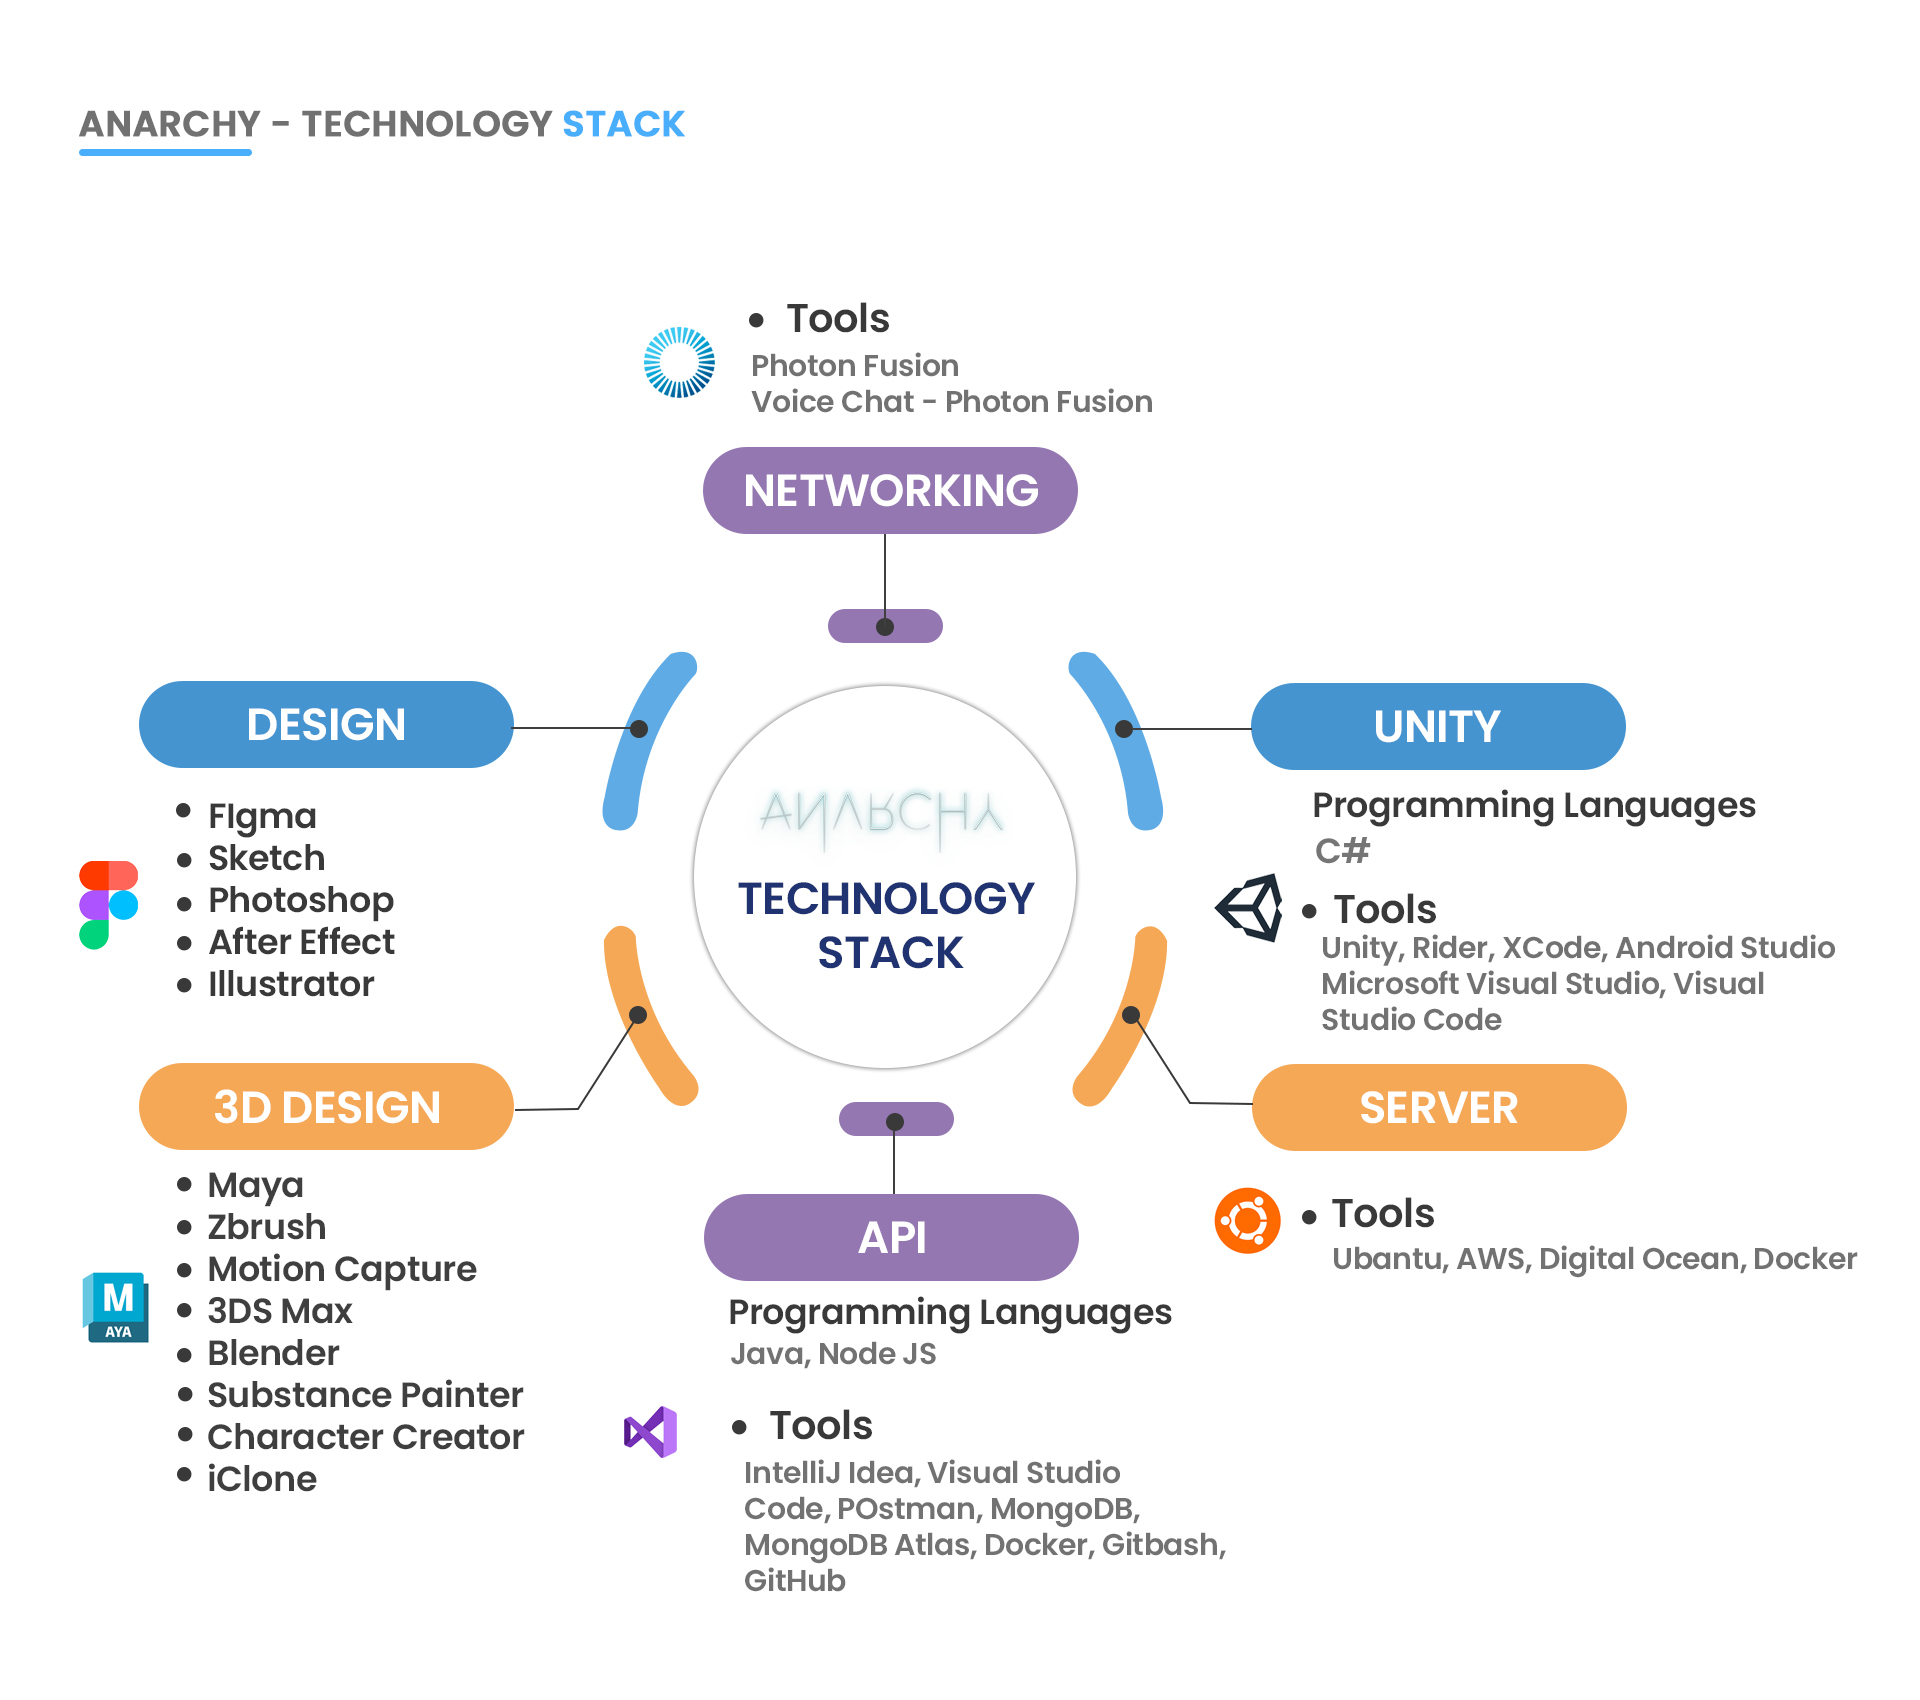 ANARCHY - TECHNOLOGY STACK
Tools
Photon Fusion
Voice Chat - Photon Fusion
NETWORKING
DESIGN
FIgma
Sketch
Photoshop
After Effect
Illustrator
3D DESIGN
Maya
Zbrush
Motion Capture
3DS Max
Blender
Substance Painter
Character Creator
iClone
M
AYA
ANARCHY
TECHNOLOGY
STACK
UNITY
Programming Languages
C#
Tools
Unity, Rider, XCode, Android Studio
Microsoft Visual Studio, Visual
Studio Code
SERVER
Tools
Ubantu, AWS, Digital Ocean, Docker
API
Programming Languages
Java, Node JS
Tools
IntelliJ Idea, Visual Studio
Code, POstman, MongoDB,
MongoDB Atlas, Docker, Gitbash,
GitHub